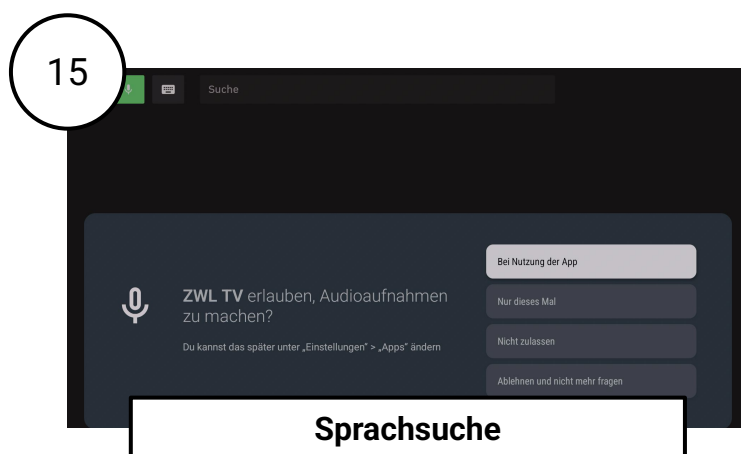 15
Suche
ZWL TV erlauben, Audioaufnahmen
zu machen?
Du kannst das später unter „Einstellungen" > „Apps" ändern
Bei Nutzung der App
Nur dieses Mal
Nicht zulassen
Ablehnen und nicht mehr fragen
Sprachsuche